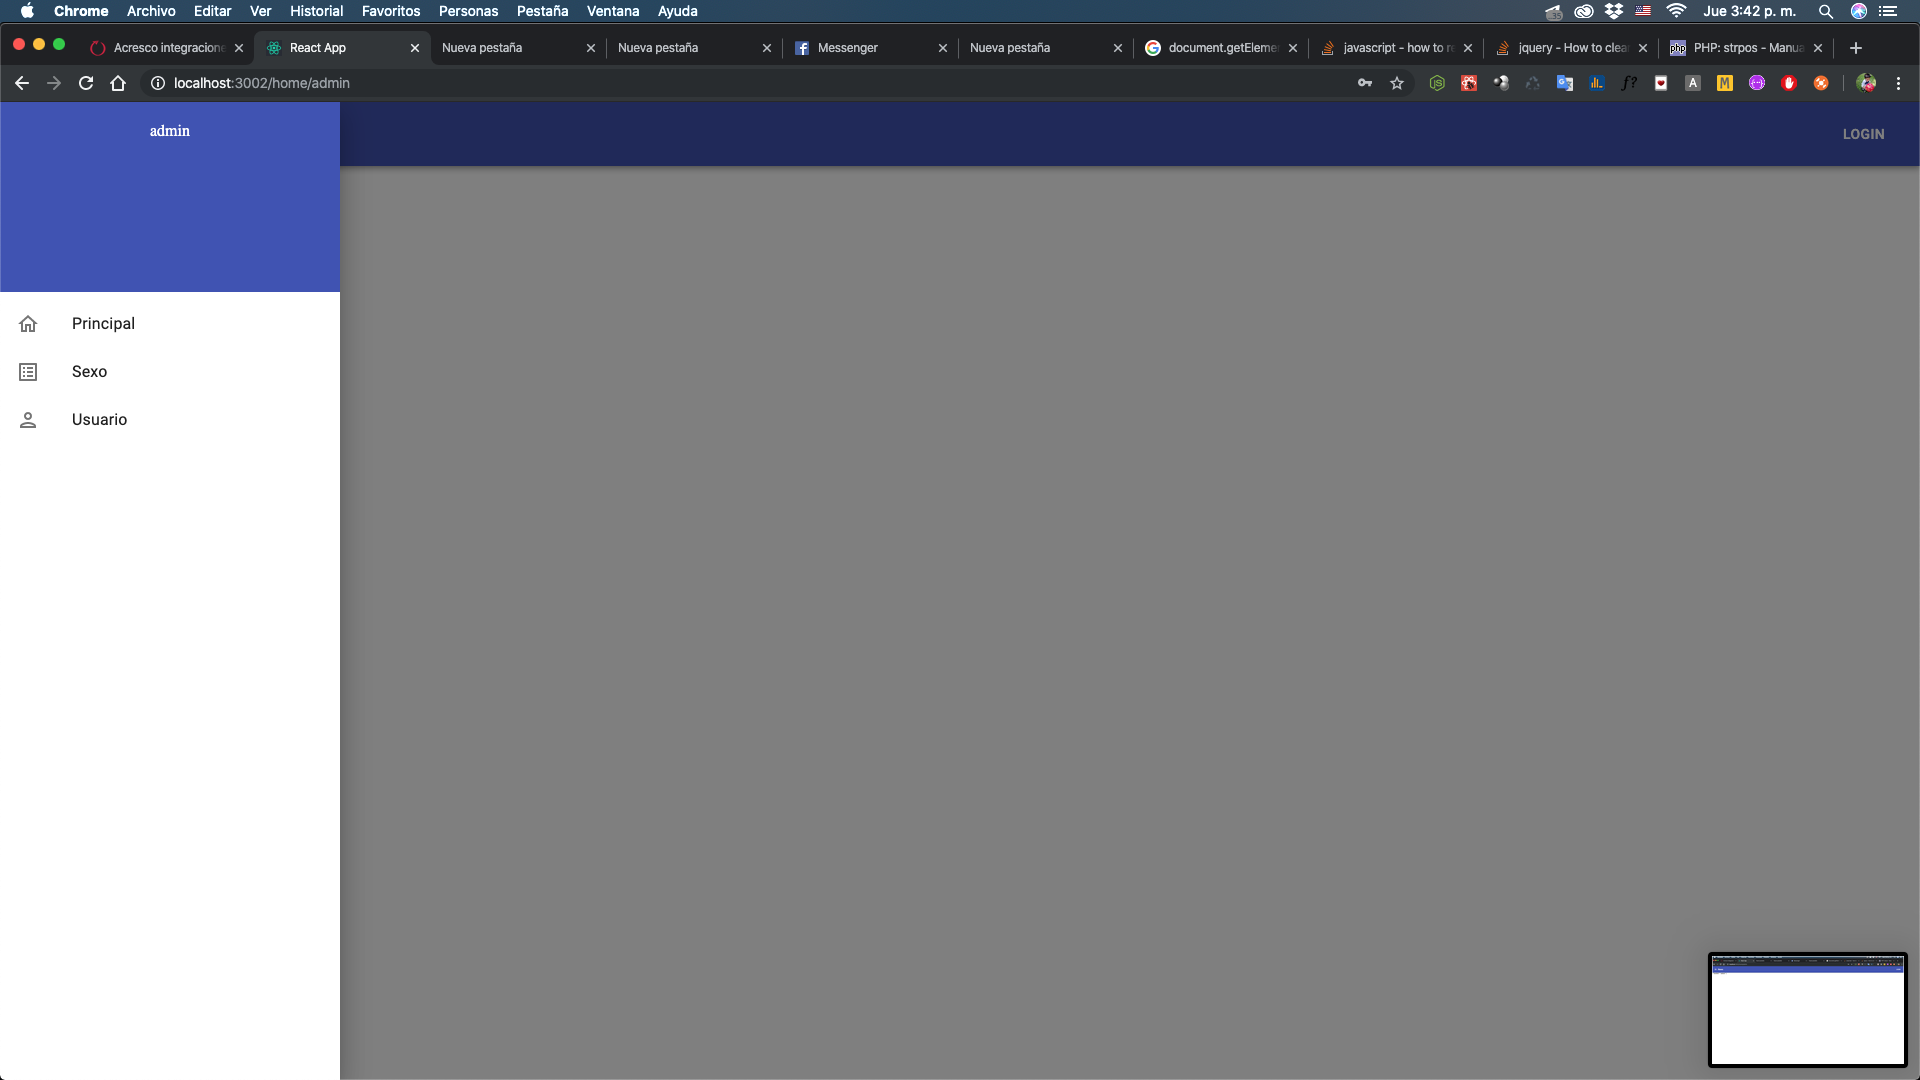 Chrome Archivo Editar Ver Historial Favoritos Personas Pestaña Ventana Ayuda Jue 3:42 p. m.
Acresco integracione React App Nueva pestaña Nueva pestaña Messenger Nueva pestaña document.getEleme javascript - how to re jquery - How to clea PHP: strpos - Manua
localhost:3002/home/admin
admin
LOGIN
Principal
Sexo
Usuario